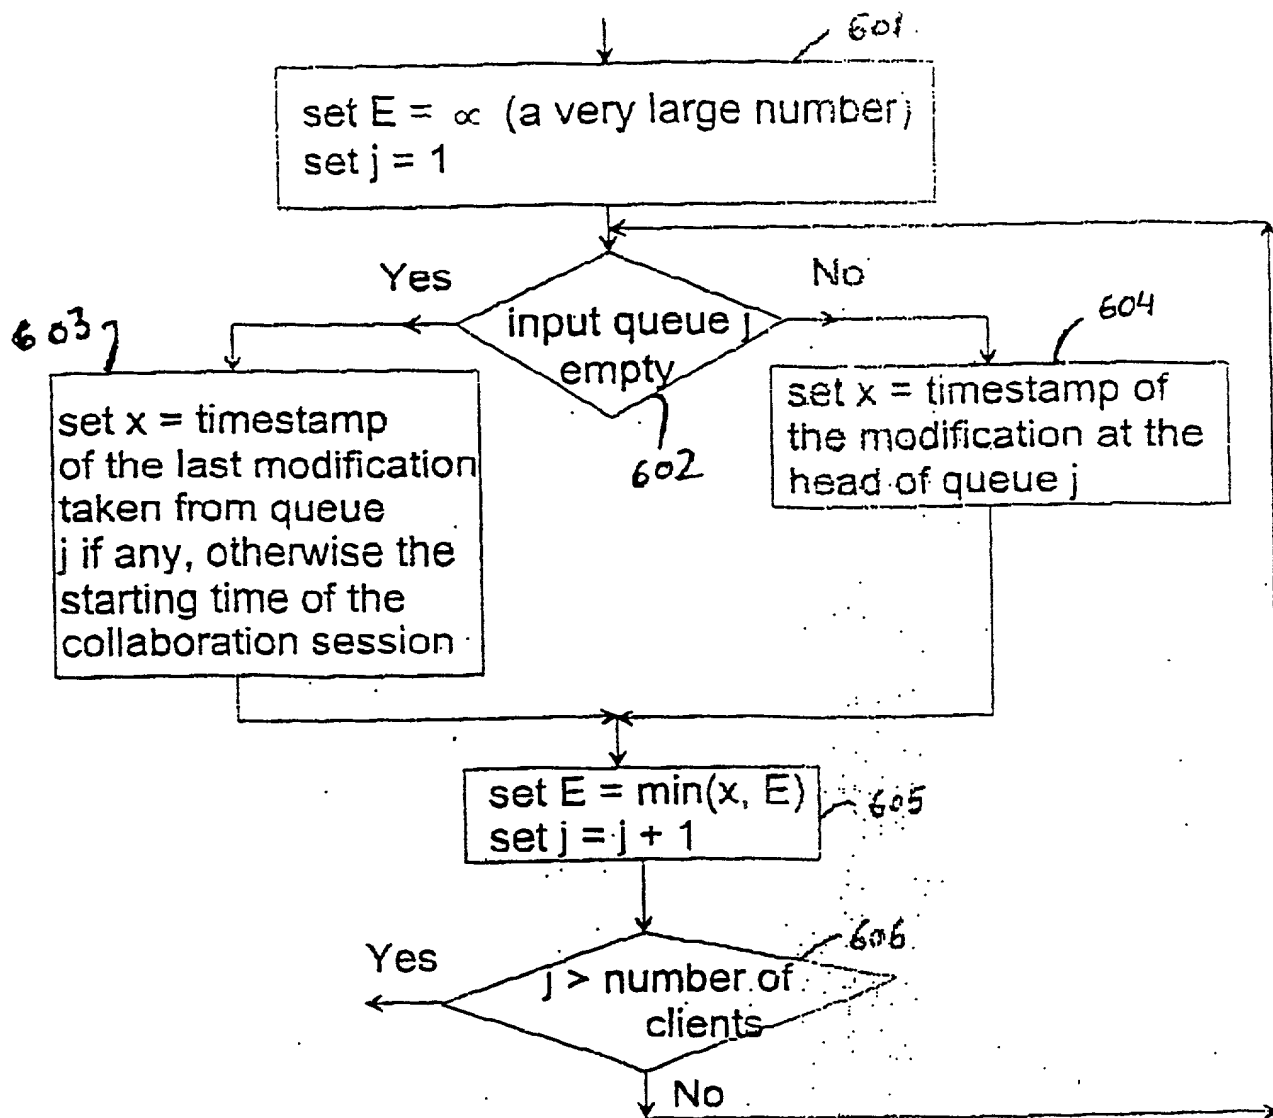 601
set E = ∝ (a very large number)
set j = 1
Yes
No
input queue j
empty
602
603
set x = timestamp
of the last modification
taken from queue
j if any, otherwise the
starting time of the
collaboration session
604
set x = timestamp of
the modification at the
head of queue j
set E = min(x, E)
set j = j + 1
605
606
Yes
j > number of
clients
No